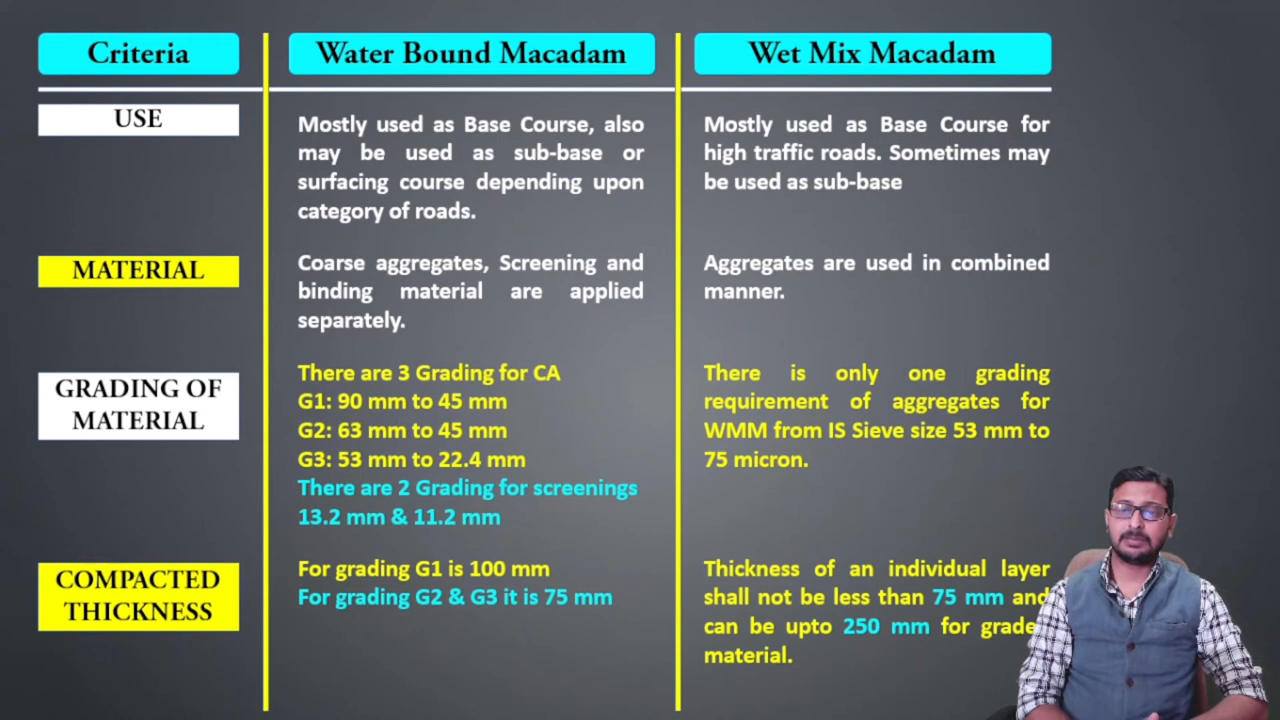 Criteria
Water Bound Macadam
Wet Mix Macadam
USE
Mostly used as Base Course, also
may be used as sub-base or
surfacing course depending upon
category of roads.
Mostly used as Base Course for
high traffic roads. Sometimes may
be used as sub-base
MATERIAL
Coarse aggregates, Screening and
binding material are applied
separately.
Aggregates are used in combined
manner.
GRADING OF
MATERIAL
There are 3 Grading for CA
G1: 90 mm to 45 mm
G2: 63 mm to 45 mm
G3: 53 mm to 22.4 mm
There are 2 Grading for screenings
13.2 mm & 11.2 mm
There is only one grading
requirement of aggregates for
WMM from IS Sieve size 53 mm to
75 micron.
COMPACTED
THICKNESS
For grading G1 is 100 mm
For grading G2 & G3 it is 75 mm
Thickness of an individual layer
shall not be less than 75 mm and
can be upto 250 mm for grade
material.